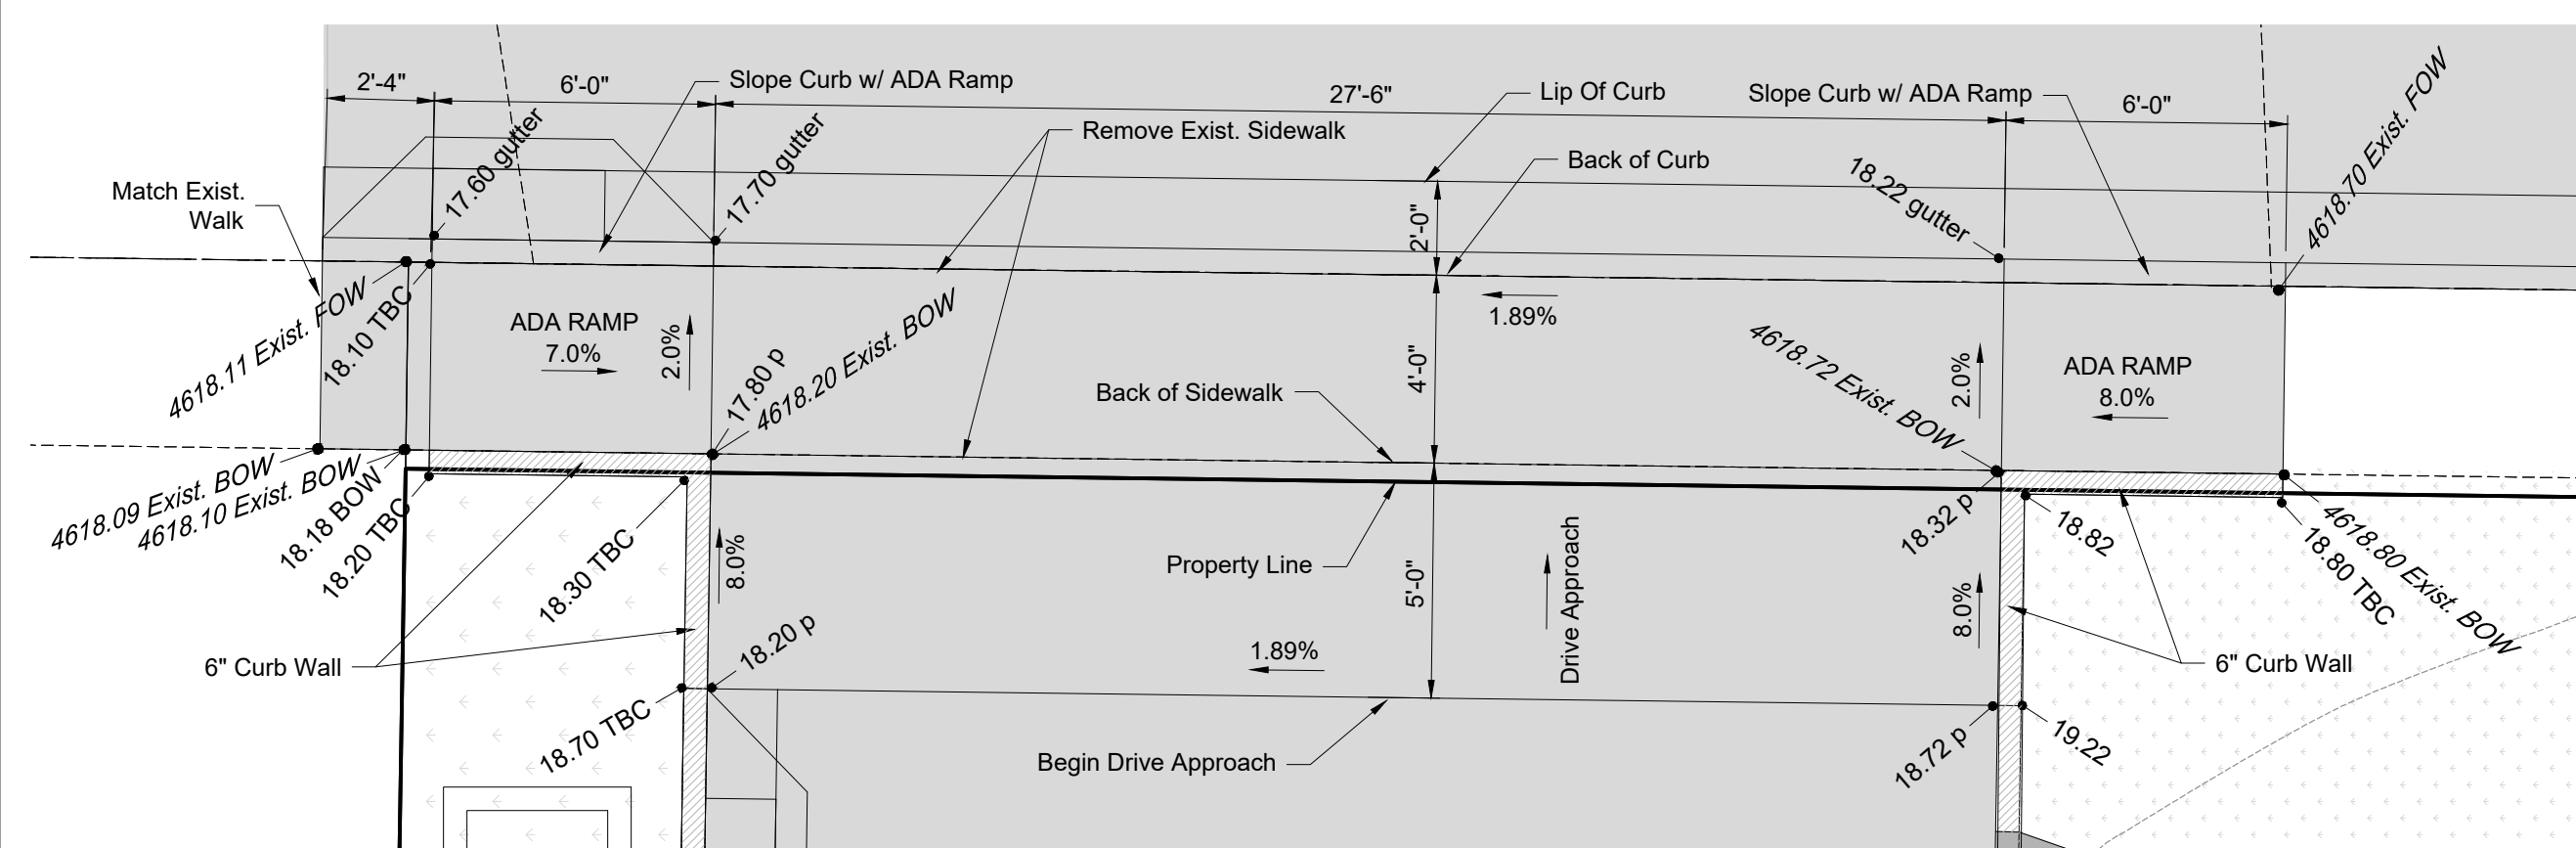 2'-4"
6'-0"
Slope Curb w/ ADA Ramp
27'-6"
Lip Of Curb
Slope Curb w/ ADA Ramp
6'-0"
4618.70 Exist. FOW
17.60 gutter
17.70 gutter
Remove Exist. Sidewalk
Back of Curb
18.22 gutter
Match Exist.
Walk
2'-0"
4618.11 Exist. FOW
18.10 TBC
ADA RAMP
7.0%
2.0%
17.80 p
4618.20 Exist. BOW
1.89%
4'-0"
Back of Sidewalk
4618.72 Exist. BOW
2.0%
ADA RAMP
8.0%
4618.09 Exist. BOW
4618.10 Exist. BOW
18.18 BOW
18.20 TBC
18.30 TBC
8.0%
Property Line
5'-0"
Drive Approach
18.32 p
18.82
4618.80 Exist. BOW
18.80 TBC
8.0%
6" Curb Wall
18.20 p
1.89%
6" Curb Wall
18.70 TBC
Begin Drive Approach
18.72 p
19.22